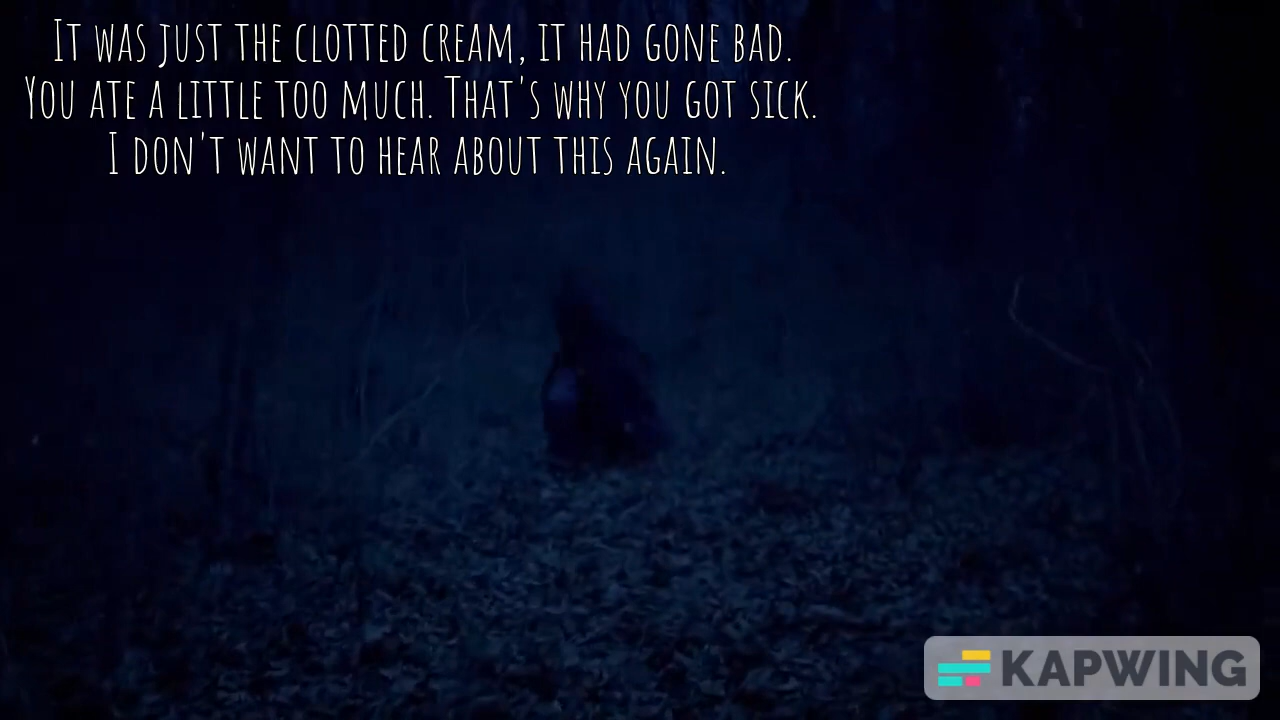 It was just the clotted cream, it had gone bad.
You ate a little too much. That's why you got sick.
I don't want to hear about this again.
KAPWING